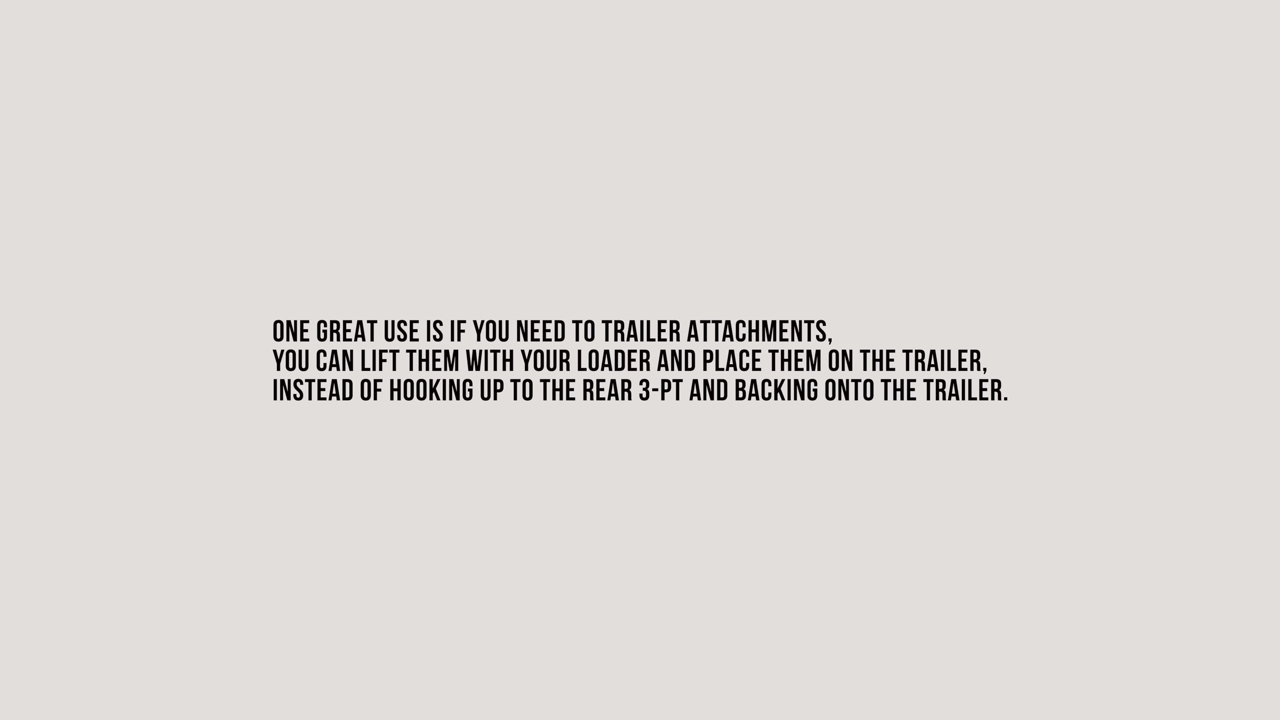 ONE GREAT USE IS IF YOU NEED TO TRAILER ATTACHMENTS,
YOU CAN LIFT THEM WITH YOUR LOADER AND PLACE THEM ON THE TRAILER,
INSTEAD OF HOOKING UP TO THE REAR 3-PT AND BACKING ONTO THE TRAILER.